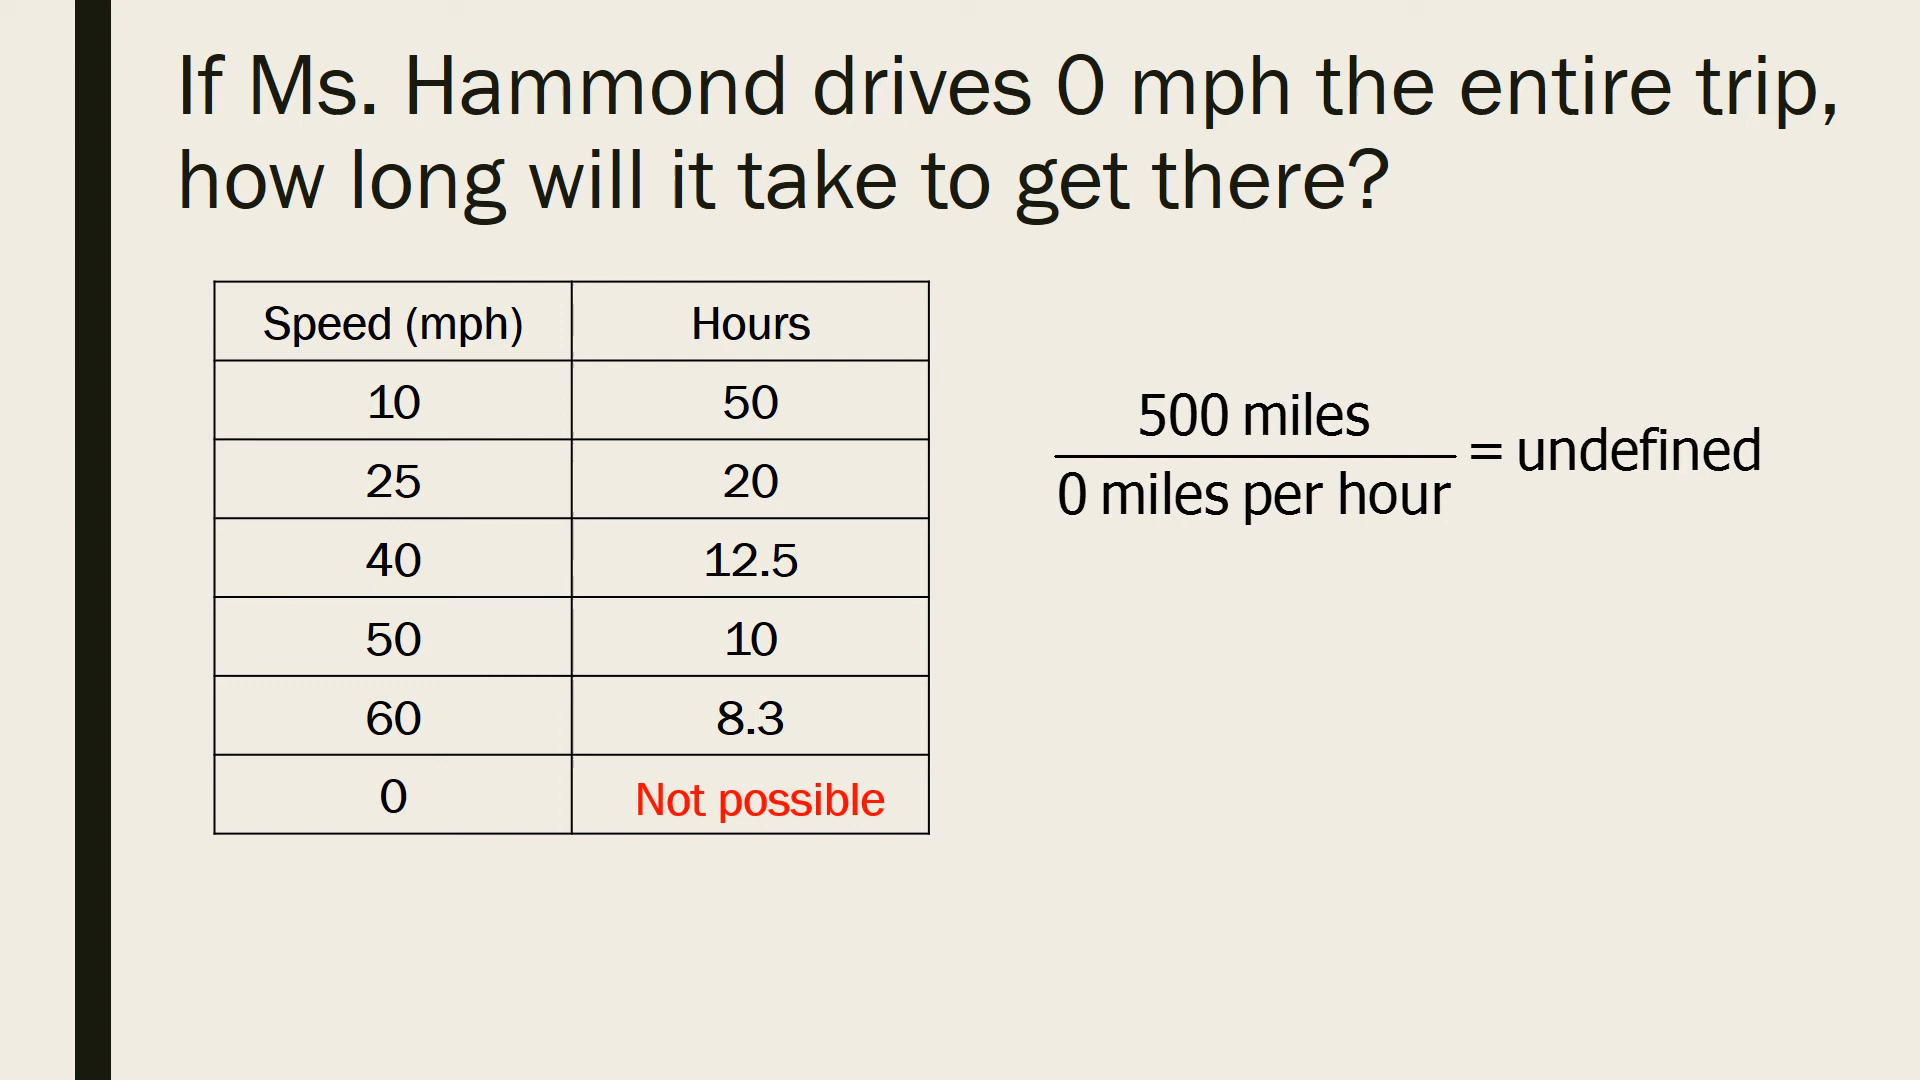 If Ms. Hammond drives 0 mph the entire trip,
how long will it take to get there?
Speed (mph) Hours
10 50
25 20
40 12.5
50 10
60 8.3
0 Not possible
500 miles
0 miles per hour
= undefined